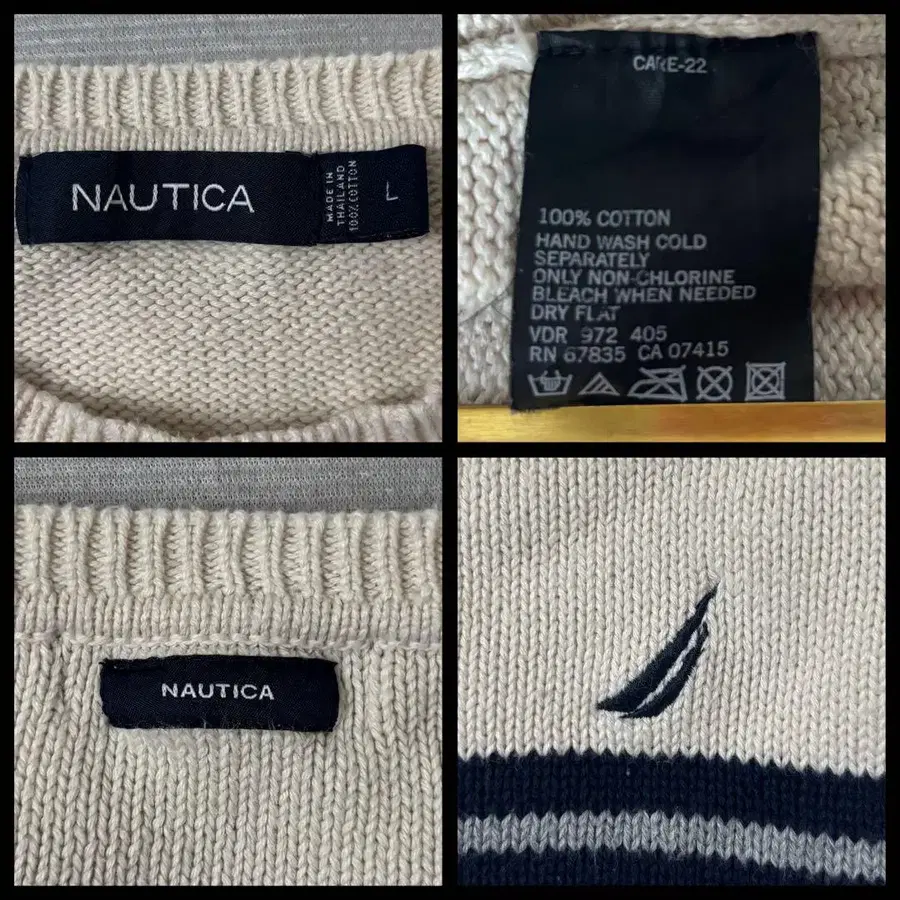 NAUTICA
MADE IN
THAILAND
100% COTTON
L
CARE-22
100% COTTON
HAND WASH COLD
SEPARATELY
ONLY NON-CHLORINE
BLEACH WHEN NEEDED
DRY FLAT
VDR 972 405
RN 67835 CA 07415
NAUTICA